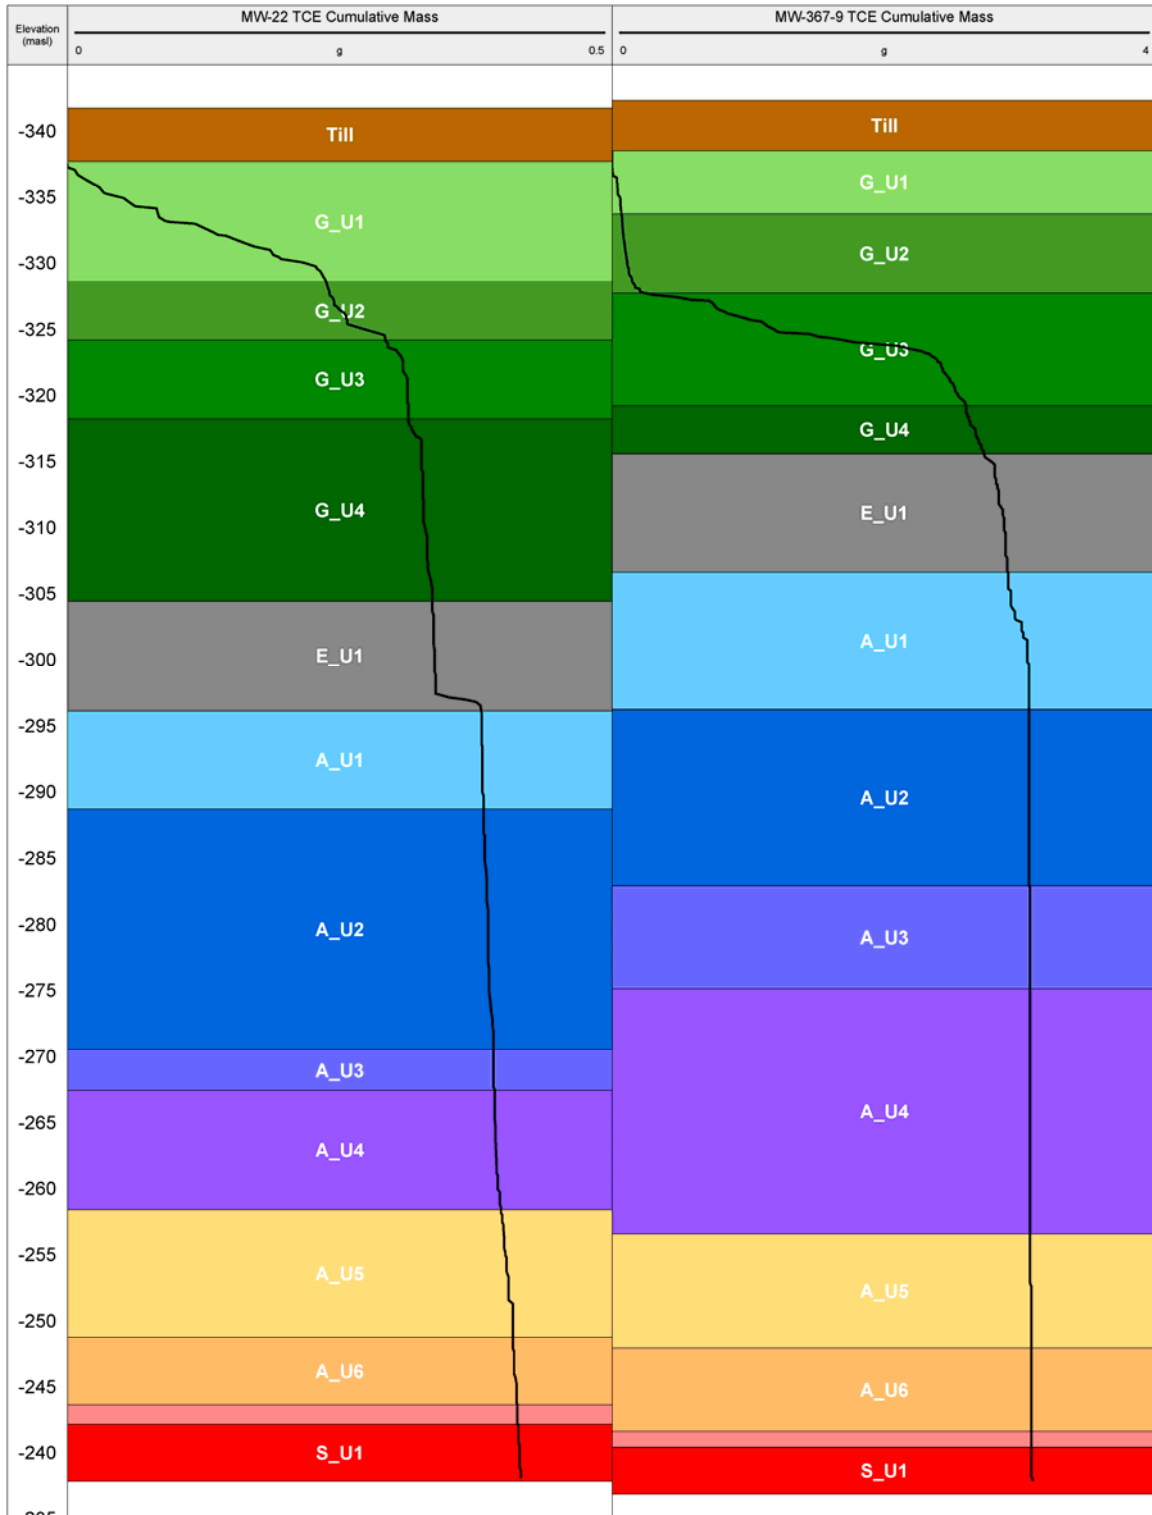 Elevation
(masl)
MW-22 TCE Cumulative Mass
0 g 0.5
MW-367-9 TCE Cumulative Mass
0 g 4
-340
-335
-330
-325
-320
-315
-310
-305
-300
-295
-290
-285
-280
-275
-270
-265
-260
-255
-250
-245
-240
Till
G_U1
G_U2
G_U3
G_U4
E_U1
A_U1
A_U2
A_U3
A_U4
A_U5
A_U6
S_U1
Till
G_U1
G_U2
G_U3
G_U4
E_U1
A_U1
A_U2
A_U3
A_U4
A_U5
A_U6
S_U1